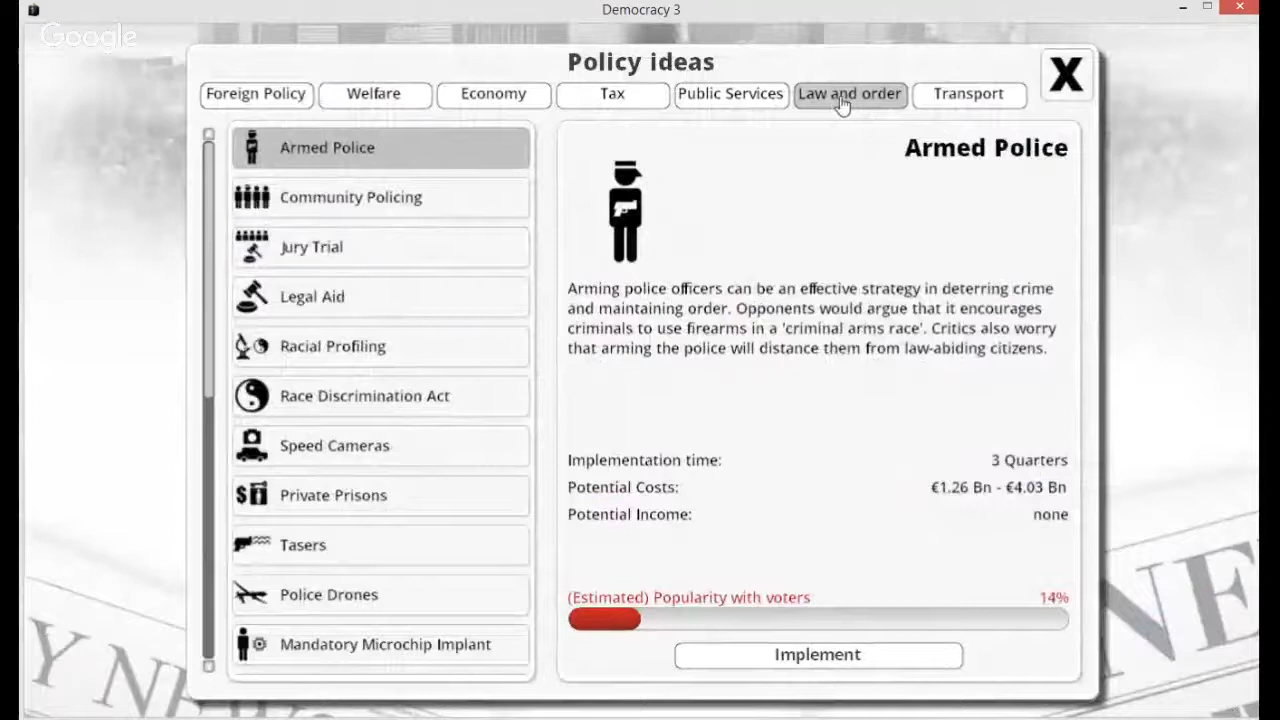 Democracy 3
Google
Policy ideas
X
Foreign Policy
Welfare
Economy
Tax
Public Services
Law and order
Transport
Armed Police
Community Policing
Jury Trial
Legal Aid
Racial Profiling
Race Discrimination Act
Speed Cameras
Private Prisons
Tasers
Police Drones
Mandatory Microchip Implant
Armed Police
Arming police officers can be an effective strategy in deterring crime
and maintaining order. Opponents would argue that it encourages
criminals to use firearms in a 'criminal arms race'. Critics also worry
that arming the police will distance them from law-abiding citizens.
Implementation time: 3 Quarters
Potential Costs: €1.26 Bn - €4.03 Bn
Potential Income: none
(Estimated) Popularity with voters 14%
Implement